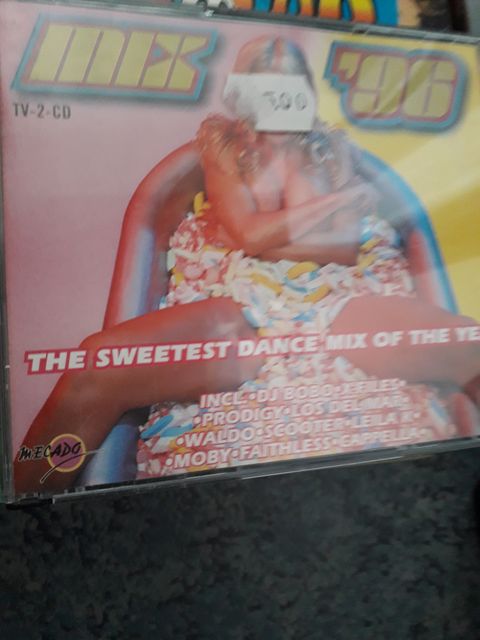 MIX '96
TV-2-CD
THE SWEETEST DANCE MIX OF THE YE
INCL.•DJ BOBO•X-FILES•
•PRODIGY•LOS DEL MAR•
•WALDO•SCOOTER•LEILA K•
•MOBY•FAITHLESS•CAPPELLA•
MECADO